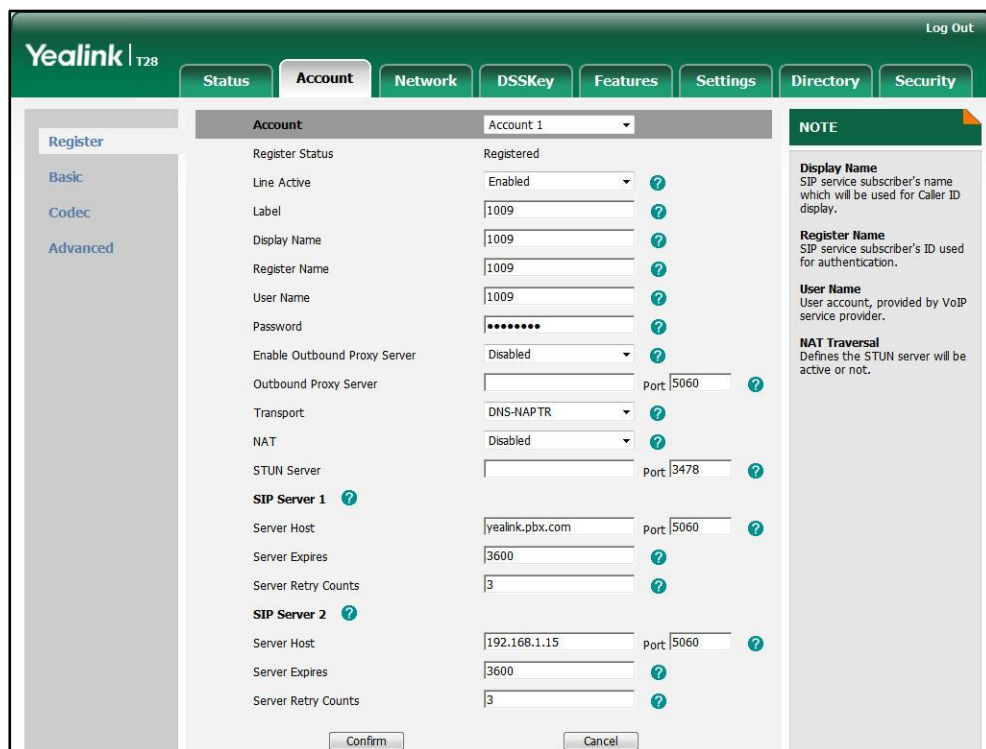 Log Out
Yealink | T28
Status Account Network DSSKey Features Settings Directory Security
Register
Basic
Codec
Advanced
Account Account 1
Register Status Registered
Line Active Enabled ?
Label 1009 ?
Display Name 1009 ?
Register Name 1009 ?
User Name 1009 ?
Password •••••••• ?
Enable Outbound Proxy Server Disabled ?
Outbound Proxy Server Port 5060 ?
Transport DNS-NAPTR ?
NAT Disabled ?
STUN Server Port 3478 ?
SIP Server 1 ?
Server Host yealink.pbx.com Port 5060 ?
Server Expires 3600 ?
Server Retry Counts 3 ?
SIP Server 2 ?
Server Host 192.168.1.15 Port 5060 ?
Server Expires 3600 ?
Server Retry Counts 3 ?
Confirm Cancel
NOTE
Display Name
SIP service subscriber's name
which will be used for Caller ID
display.
Register Name
SIP service subscriber's ID used
for authentication.
User Name
User account, provided by VoIP
service provider.
NAT Traversal
Defines the STUN server will be
active or not.